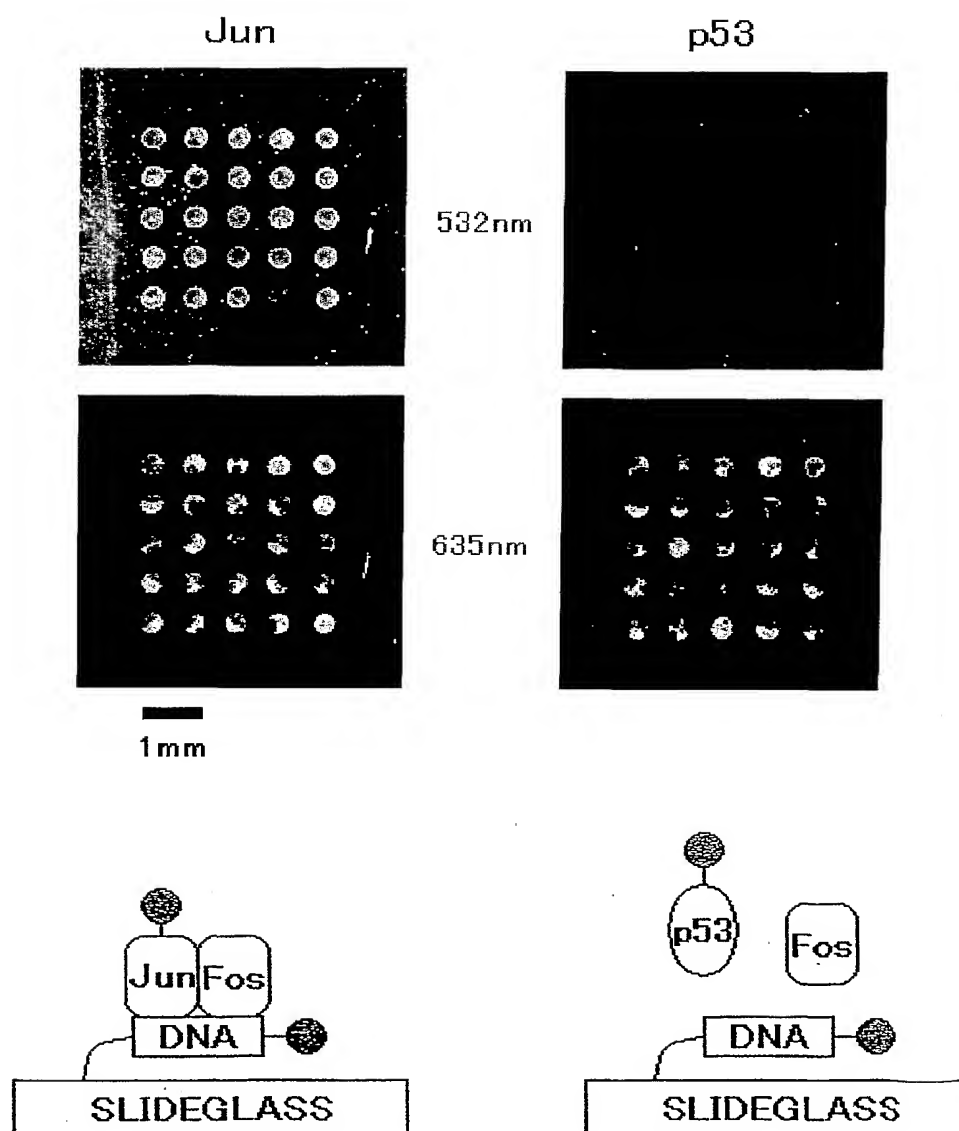 Jun
p53
532nm
635nm
1mm
Jun
Fos
DNA
SLIDEGLASS
p53
Fos
DNA
SLIDEGLASS